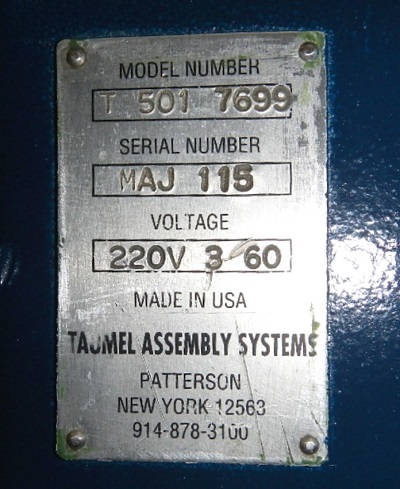 MODEL NUMBER
T 501 7699
SERIAL NUMBER
MAJ 115
VOLTAGE
220V 3 60
MADE IN USA
TAUMEL ASSEMBLY SYSTEMS
PATTERSON
NEW YORK 12563
914-878-3100